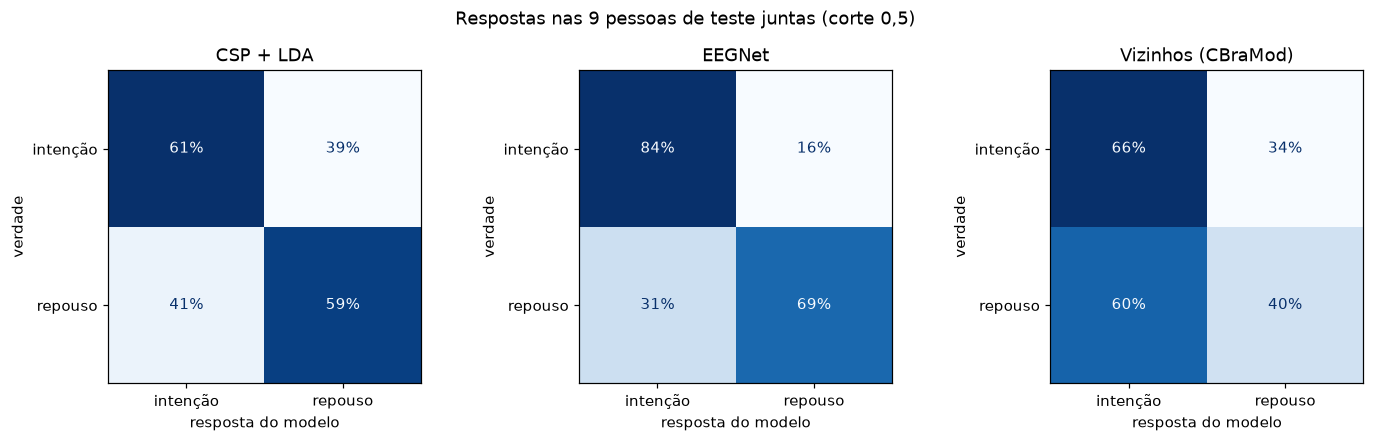 Respostas nas 9 pessoas de teste juntas (corte 0,5)
CSP + LDA
verdade
intenção
61%
39%
repouso
41%
59%
intenção
repouso
resposta do modelo
EEGNet
verdade
intenção
84%
16%
repouso
31%
69%
intenção
repouso
resposta do modelo
Vizinhos (CBraMod)
verdade
intenção
66%
34%
repouso
60%
40%
intenção
repouso
resposta do modelo